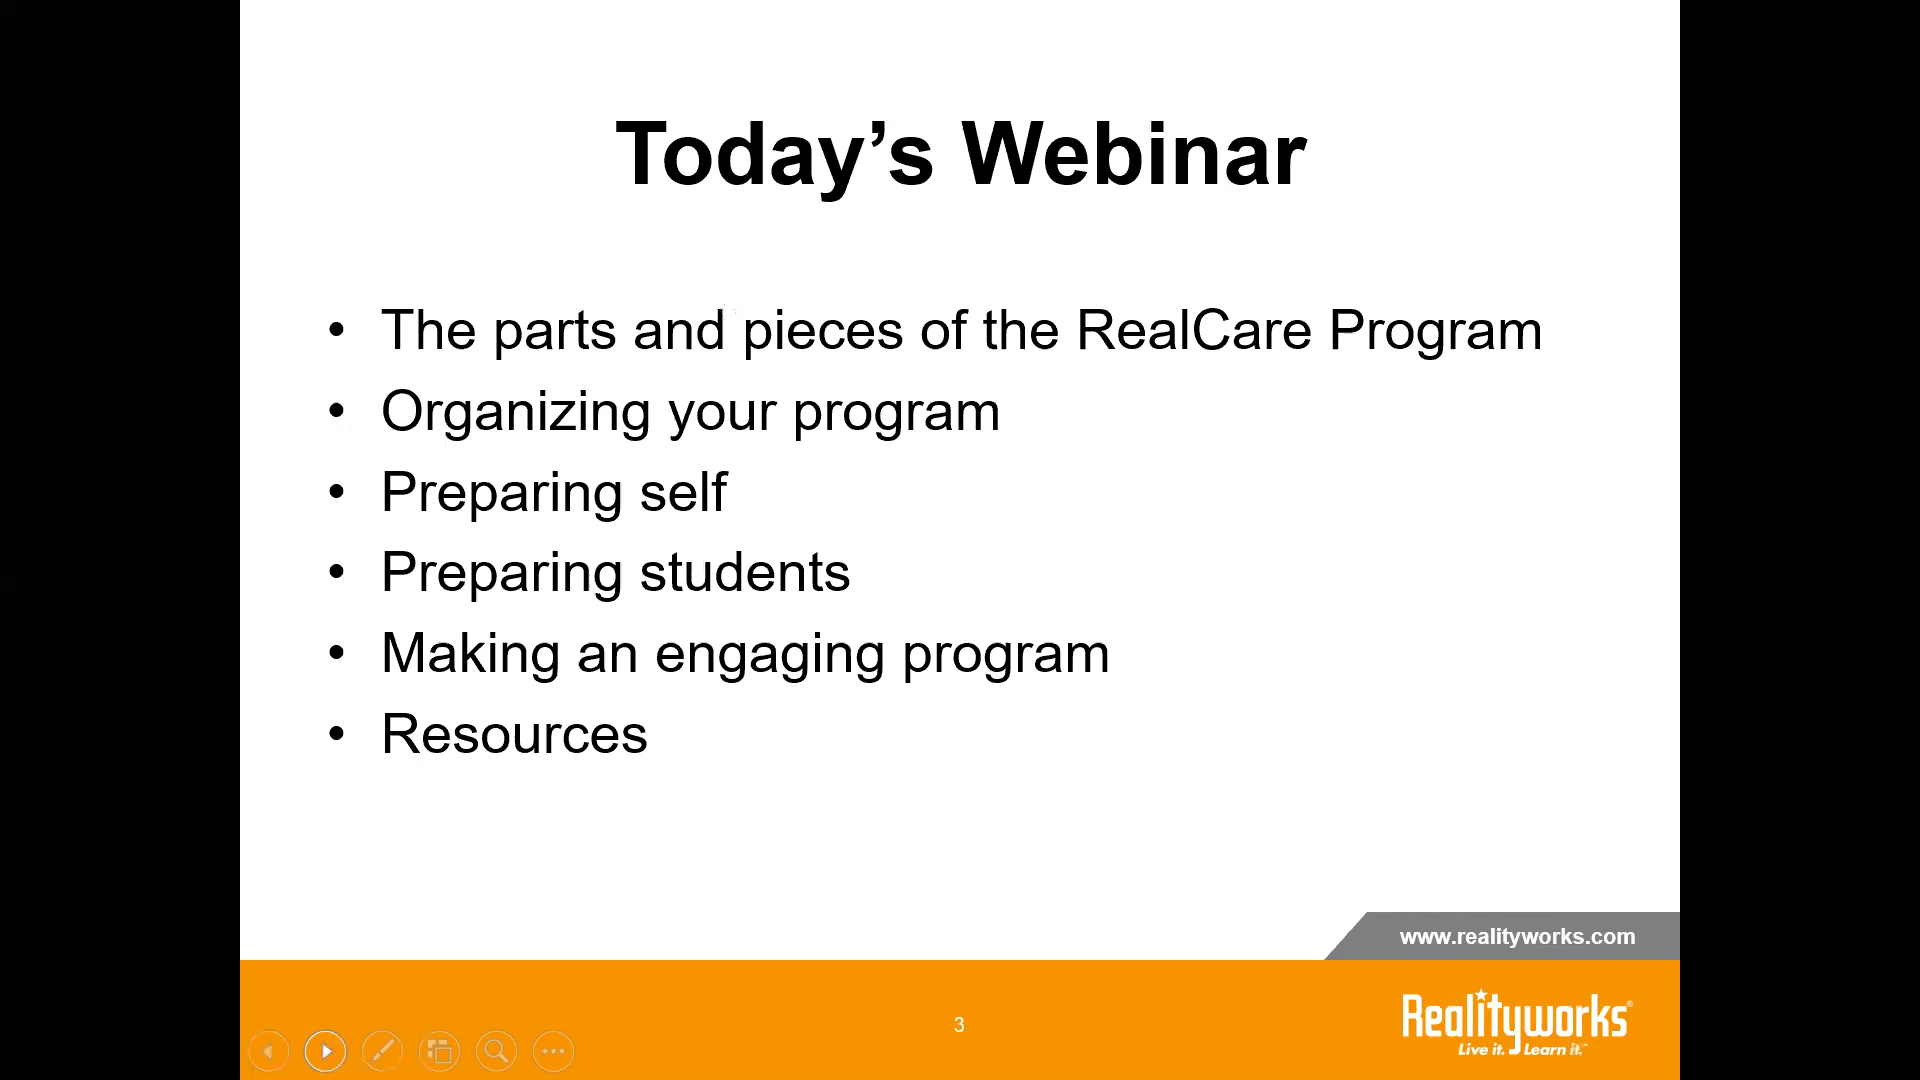 Today’s Webinar
• The parts and pieces of the RealCare Program
• Organizing your program
• Preparing self
• Preparing students
• Making an engaging program
• Resources
www.realityworks.com
3
Realityworks®
Live it. Learn it.™